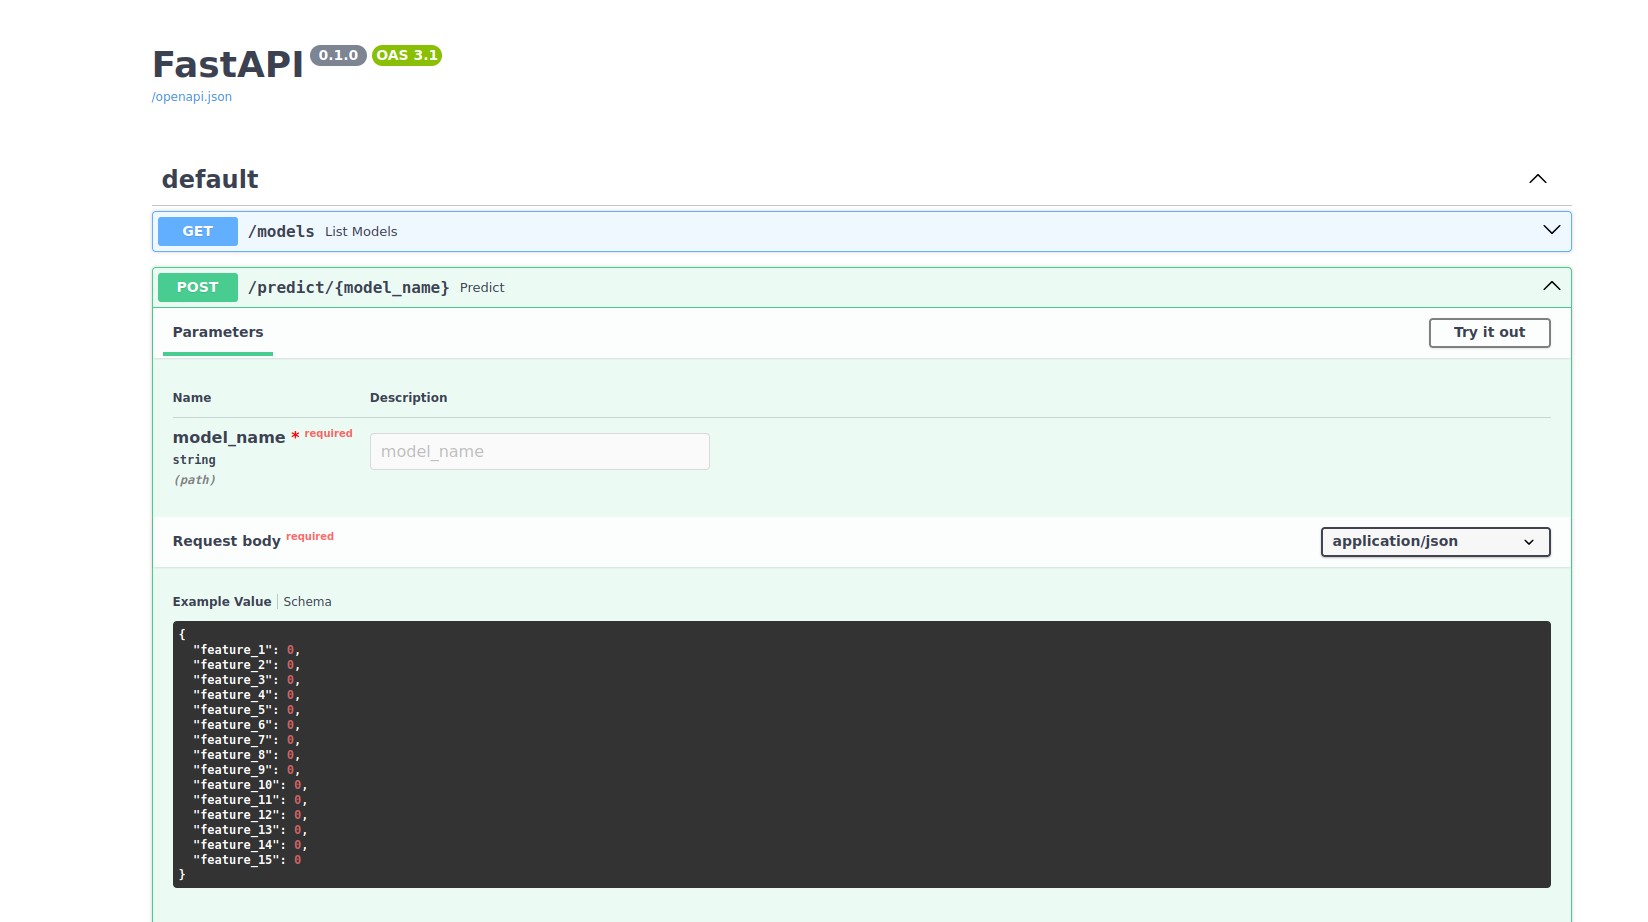 FastAPI 0.1.0 OAS 3.1
/openapi.json
default
GET /models List Models
POST /predict/{model_name} Predict
Parameters Try it out
Name Description
model_name * required model_name
string
(path)
Request body required application/json
Example Value Schema
{
  "feature_1": 0,
  "feature_2": 0,
  "feature_3": 0,
  "feature_4": 0,
  "feature_5": 0,
  "feature_6": 0,
  "feature_7": 0,
  "feature_8": 0,
  "feature_9": 0,
  "feature_10": 0,
  "feature_11": 0,
  "feature_12": 0,
  "feature_13": 0,
  "feature_14": 0,
  "feature_15": 0
}